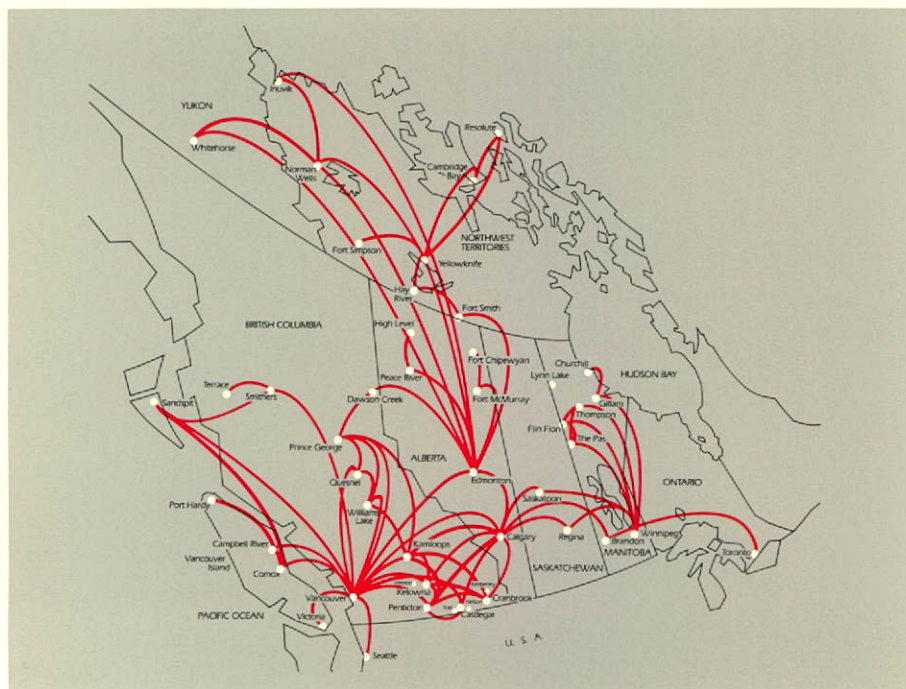 Inuvik
YUKON
Whitehorse
Resolute
Norman
Wells
Cambridge
Bay
Fort Simpson
NORTHWEST
TERRITORIES
Yellowknife
Hay
River
Fort Smith
High Level
BRITISH COLUMBIA
Fort Chipewyan
Churchill
Lynn Lake
HUDSON BAY
Peace River
Terrace
Smithers
Dawson Creek
Fort McMurray
Gillam
Thompson
Sandspit
Flin Flon
The Pas
Prince George
ALBERTA
Edmonton
Quesnel
Saskatoon
ONTARIO
Port Hardy
Williams
Lake
Campbell River
Kamloops
Calgary
Regina
Brandon
Winnipeg
MANITOBA
Toronto
Vancouver
Island
Comox
SASKATCHEWAN
Vancouver
Kelowna
Cranbrook
Penticton
Castlegar
PACIFIC OCEAN
Victoria
U.S.A.
Seattle